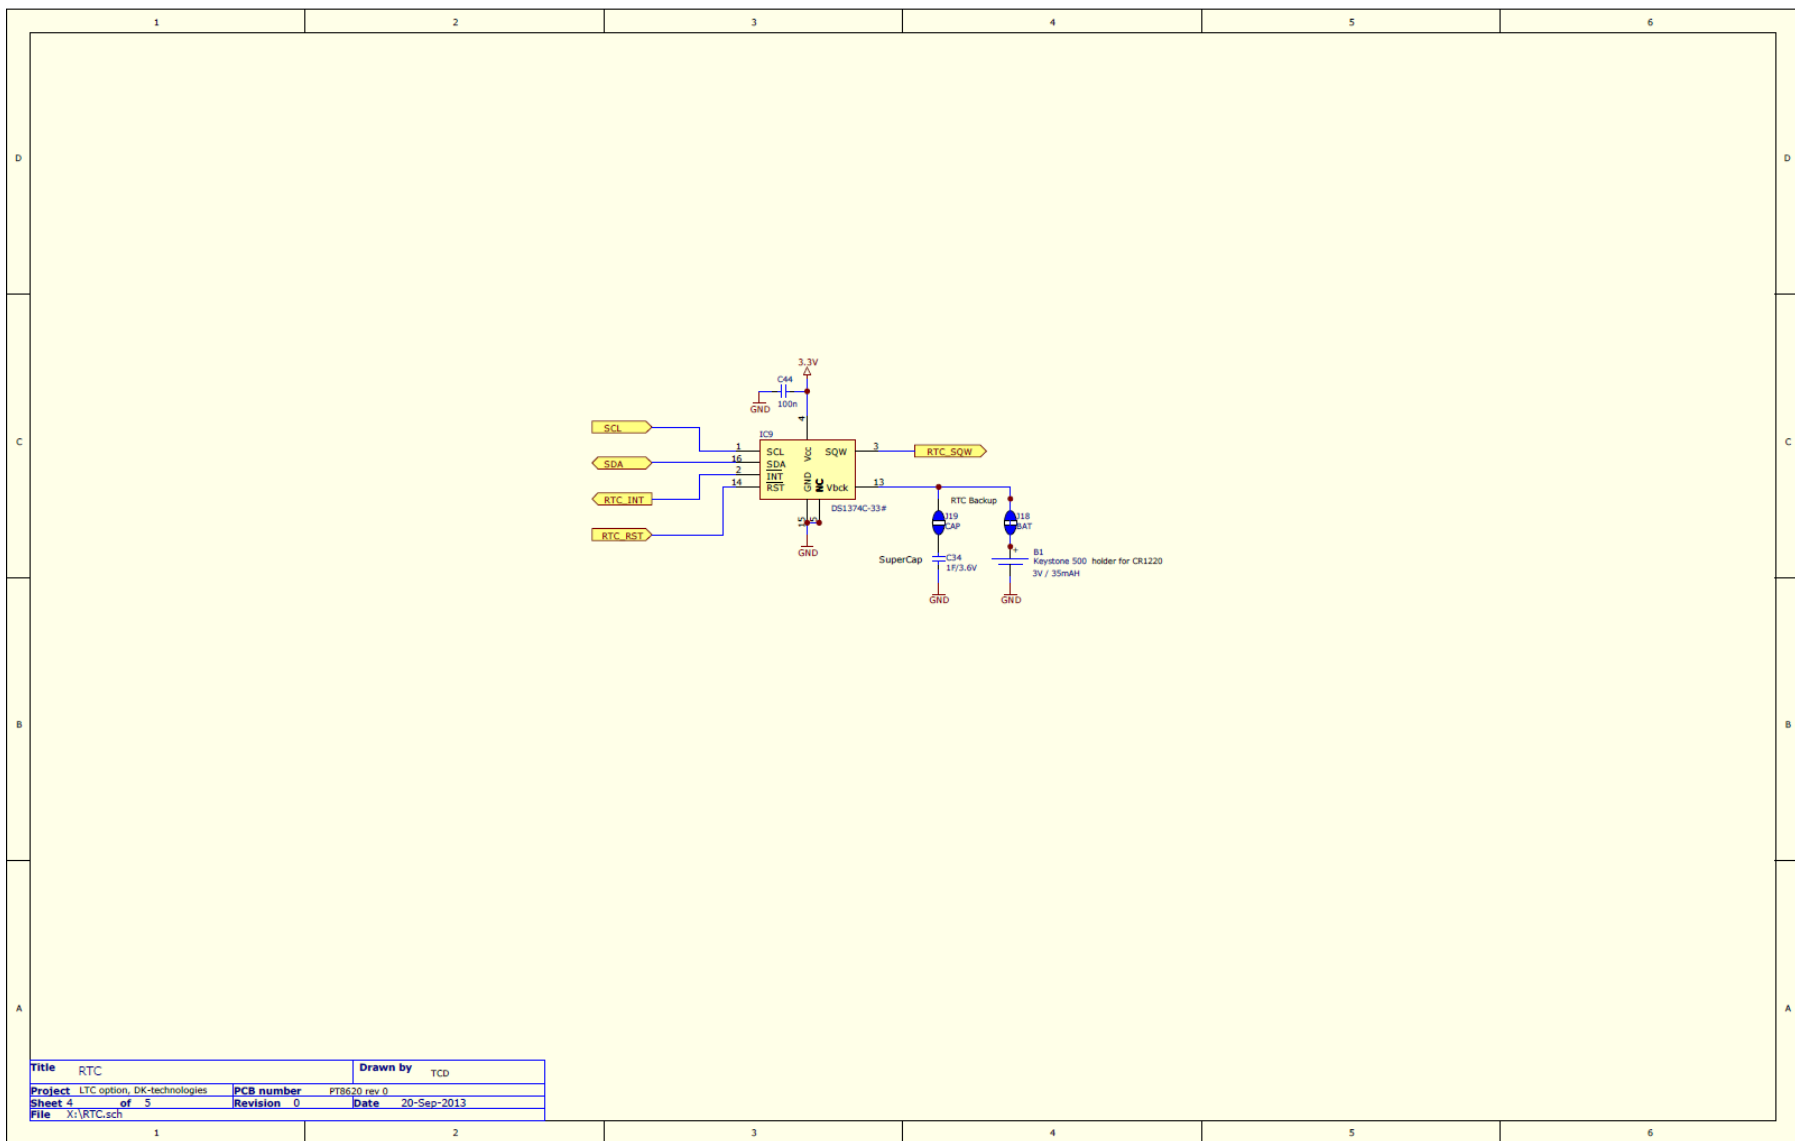 1 2 3 4 5 6
D D
3.3V
C44
100n
GND
4
SCL
IC9
C C
1 SCL Vcc SQW 3 RTC_SQW
SDA 16 SDA
2 INT GND NC
14 RST Vbck 13
RTC_INT
RTC Backup
DS1374C-33#
15
J19
CAP
J18
BAT
RTC_RST
GND
SuperCap
C34
1F/3.6V
+
B1
Keystone 500 holder for CR1220
3V / 35mAH
GND GND
B B
A A
Title RTC Drawn by TCD
Project LTC option, DK-technologies PCB number PT8620 rev 0
Sheet 4 of 5 Revision 0 Date 20-Sep-2013
File X:\RTC.sch
1 2 3 4 5 6